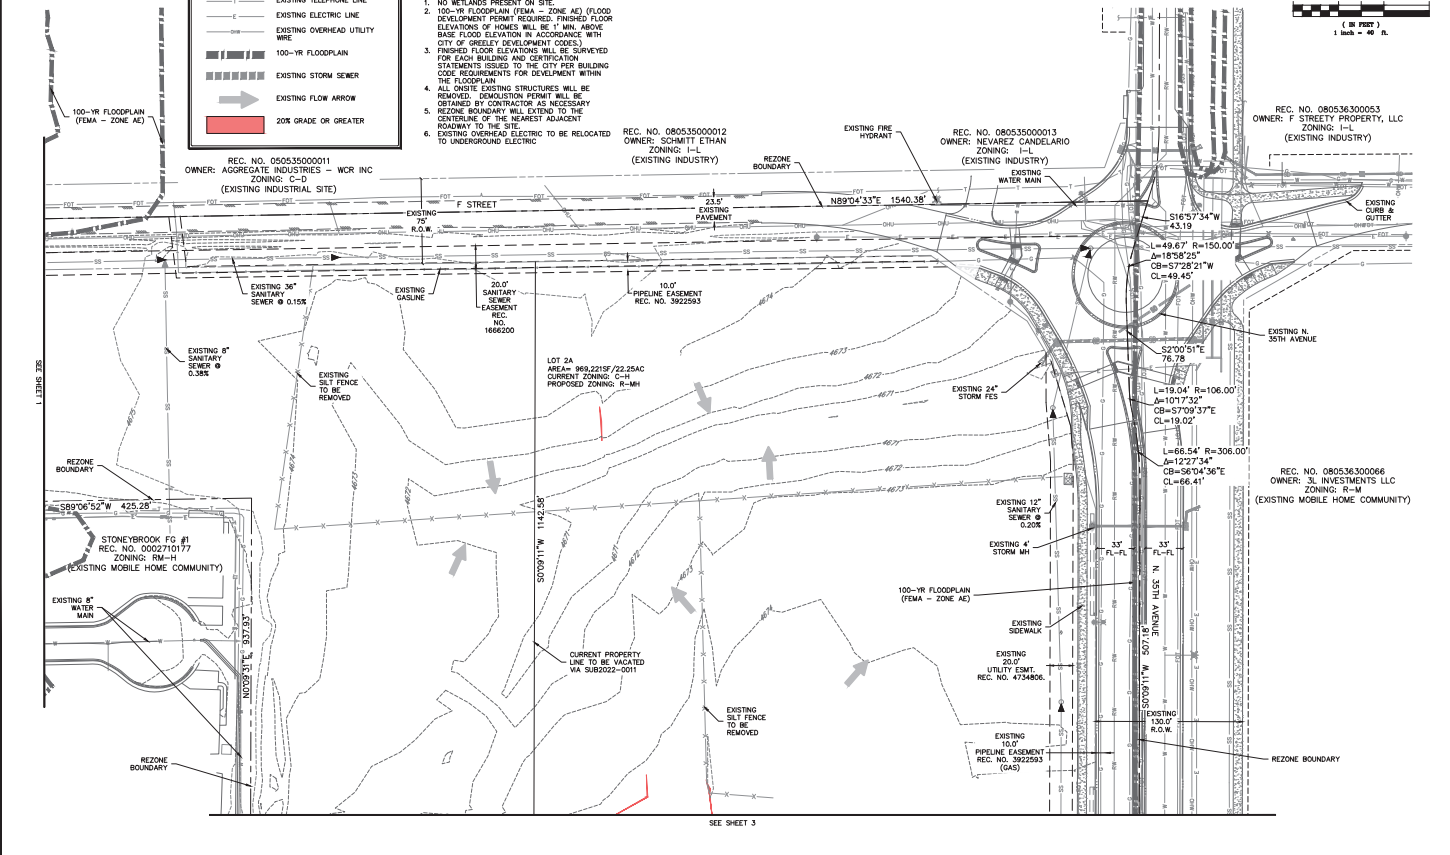 EXISTING TELEPHONE LINE
EXISTING ELECTRIC LINE
EXISTING OVERHEAD UTILITY
WIRE
100-YR FLOODPLAIN
EXISTING STORM SEWER
EXISTING FLOW ARROW
20% GRADE OR GREATER
1. NO WETLANDS PRESENT ON SITE.
2. 100-YR FLOODPLAIN (FEMA - ZONE AE) (FLOOD
DEVELOPMENT PERMIT REQUIRED. FINISHED FLOOR
ELEVATIONS OF HOMES WILL BE 1' MIN. ABOVE
BASE FLOOD ELEVATION IN ACCORDANCE WITH
CITY OF GREELEY DEVELOPMENT CODES.)
3. FINISHED FLOOR ELEVATIONS WILL BE SURVEYED
FOR EACH BUILDING AND CERTIFICATION
STATEMENTS ISSUED TO THE CITY PER BUILDING
CODE REQUIREMENTS FOR DEVELPMENT WITHIN
THE FLOODPLAIN
4. ALL ONSITE EXISTING STRUCTURES WILL BE
REMOVED. DEMOLISTION PERMIT WILL BE
OBTAINED BY CONTRACTOR AS NECESSARY
5. REZONE BOUNDARY WILL EXTEND TO THE
CENTERLINE OF THE NEAREST ADJACENT
ROADWAY TO THE SITE.
6. EXISTING OVERHEAD ELECTRIC TO BE RELOCATED
TO UNDERGROUND ELECTRIC
( IN FEET )
1 inch = 40 ft.
100-YR FLOODPLAIN
(FEMA - ZONE AE)
REC. NO. 050535000011
OWNER: AGGREGATE INDUSTRIES - WCR INC
ZONING: C-D
(EXISTING INDUSTRIAL SITE)
REC. NO. 080535000012
OWNER: SCHMITT ETHAN
ZONING: I-L
(EXISTING INDUSTRY)
REZONE
BOUNDARY
EXISTING FIRE
HYDRANT
REC. NO. 080535000013
OWNER: NEVAREZ CANDELARIO
ZONING: I-L
(EXISTING INDUSTRY)
EXISTING
WATER MAIN
REC. NO. 080536300053
OWNER: F STREETY PROPERTY, LLC
ZONING: I-L
(EXISTING INDUSTRY)
F STREET
EXISTING
75'
R.O.W.
23.5'
EXISTING
PAVEMENT
N89°04'33"E 1540.38'
EXISTING
CURB &
GUTTER
S16°57'34"W
43.19
L=49.67' R=150.00'
Δ=18°58'25"
CB=S7°28'21"W
CL=49.45'
EXISTING 36"
SANITARY
SEWER @ 0.15%
EXISTING
GASLINE
20.0'
SANITARY
SEWER
EASEMENT
REC.
NO.
1666200
10.0'
PIPELINE EASEMENT
REC. NO. 3922593
4674
EXISTING N.
35TH AVENUE
S2°00'51"E
76.78
SEE SHEET 1
EXISTING 8"
SANITARY
SEWER @
0.38%
EXISTING
SILT FENCE
TO BE
REMOVED
LOT 2A
AREA= 969,221SF/22.25AC
CURRENT ZONING: C-H
PROPOSED ZONING: R-MH
4673
4672
4671
EXISTING 24"
STORM FES
L=19.04' R=106.00'
Δ=10°17'32"
CB=S7°09'37"E
CL=19.02'
L=66.54' R=306.00'
Δ=12°27'34"
CB=S6°04'36"E
CL=66.41'
4673
4674
4672
4671
4672
4673
REZONE
BOUNDARY
S89°06'52"W 425.28'
REC. NO. 080536300066
OWNER: 3L INVESTMENTS LLC
ZONING: R-M
(EXISTING MOBILE HOME COMMUNITY)
STONEYBROOK FG #1
REC. NO. 0002710177
ZONING: RM-H
(EXISTING MOBILE HOME COMMUNITY)
S0°09'11"W 1142.58'
EXISTING 12"
SANITARY
SEWER @
0.20%
EXISTING 4'
STORM MH
33'
FL-FL
33'
FL-FL
4671
4672
4673
4674
EXISTING 8"
WATER
MAIN
N0°09'31"E 937.93'
100-YR FLOODPLAIN
(FEMA - ZONE AE)
EXISTING
SIDEWALK
N. 35TH AVENUE
S0°09'11"W 507.18'
CURRENT PROPERTY
LINE TO BE VACATED
VIA SUB2022-0011
EXISTING
20.0'
UTILITY ESMT.
REC. NO. 4734806.
EXISTING
SILT FENCE
TO BE
REMOVED
EXISTING
130.0'
R.O.W.
EXISTING
10.0'
PIPELINE EASEMENT
REC. NO. 3922593
(GAS)
REZONE
BOUNDARY
REZONE BOUNDARY
SEE SHEET 3